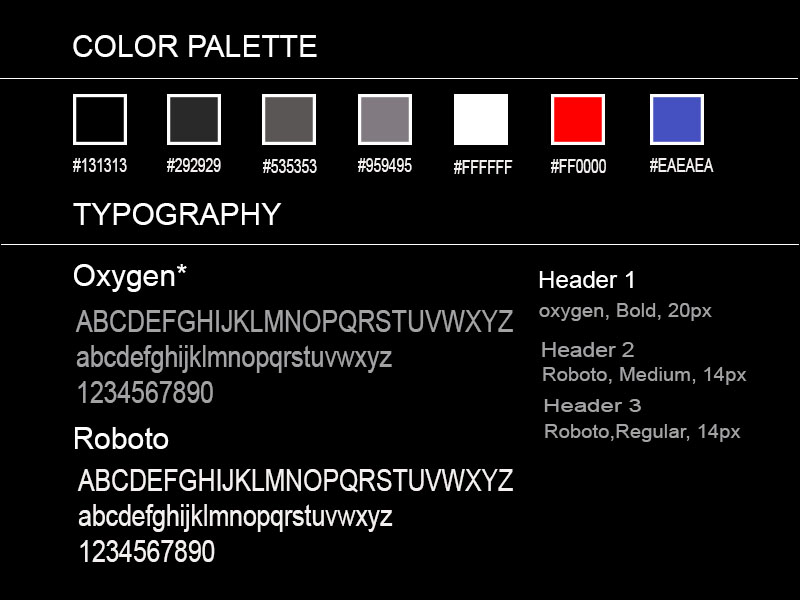 COLOR PALETTE
#131313 #292929 #535353 #959495 #FFFFFF #FF0000 #EAEAEA
TYPOGRAPHY
Oxygen*
ABCDEFGHIJKLMNOPQRSTUVWXYZ
abcdefghijklmnopqrstuvwxyz
1234567890
Roboto
ABCDEFGHIJKLMNOPQRSTUVWXYZ
abcdefghijklmnopqrstuvwxyz
1234567890
Header 1
oxygen, Bold, 20px
Header 2
Roboto, Medium, 14px
Header 3
Roboto,Regular, 14px